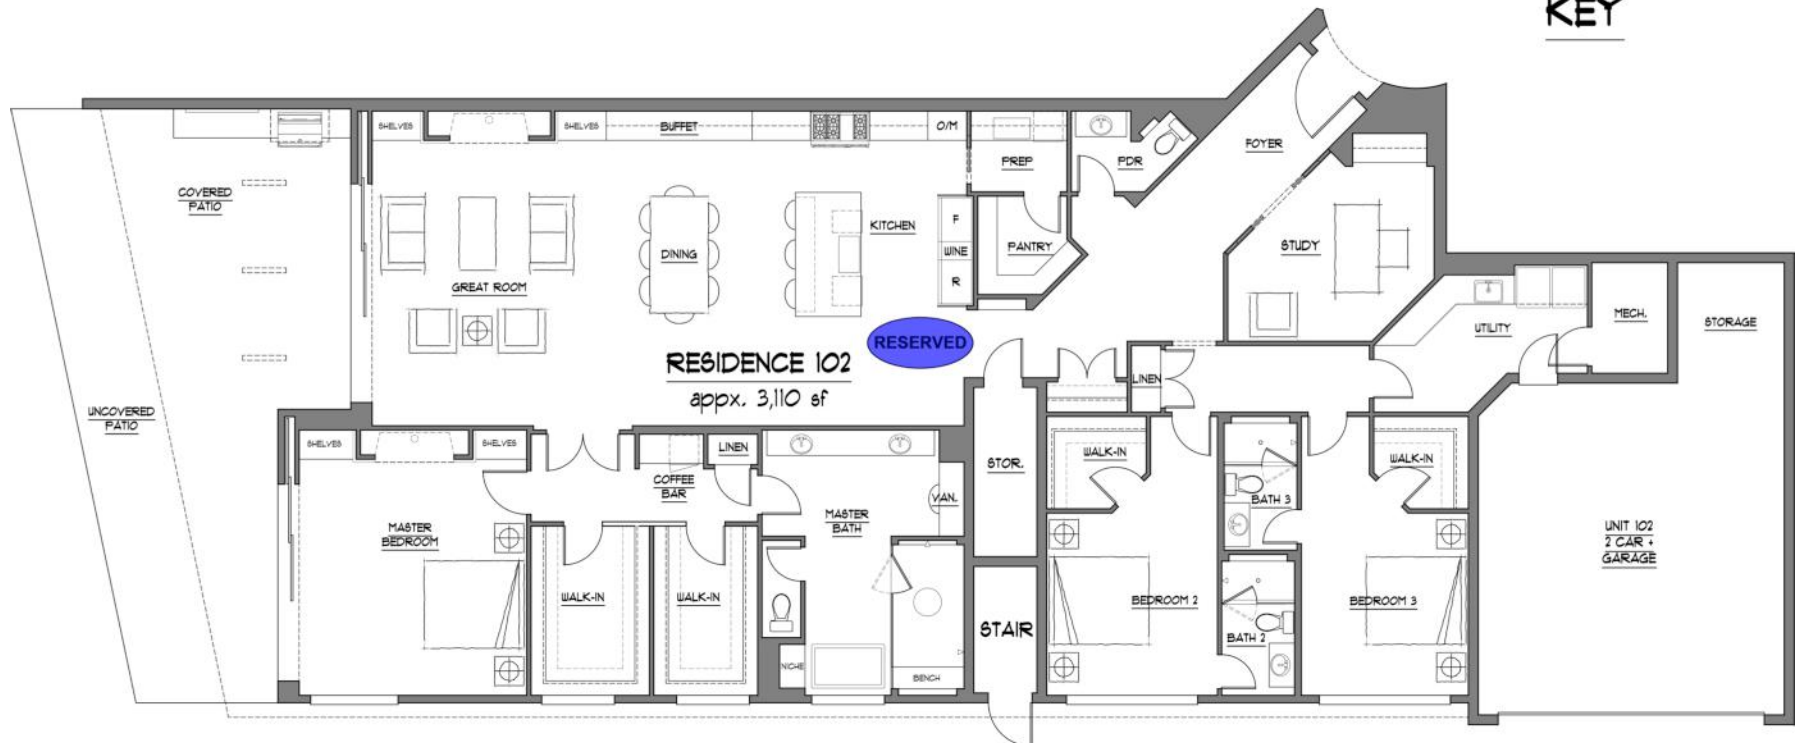 KEY
SHELVES
SHELVES
BUFFET
O/M
PREP
PDR
FOYER
COVERED
PATIO
KITCHEN
F
WINE
R
PANTRY
STUDY
DINING
GREAT ROOM
MECH.
STORAGE
UTILITY
RESERVED
RESIDENCE 102
appx. 3,110 sf
LINEN
UNCOVERED
PATIO
SHELVES
SHELVES
LINEN
COFFEE
BAR
STOR.
WALK-IN
WALK-IN
VAN.
BATH 3
MASTER
BEDROOM
MASTER
BATH
UNIT 102
2 CAR +
GARAGE
WALK-IN
WALK-IN
BEDROOM 2
BEDROOM 3
STAIR
BATH 2
NICHE
BENCH